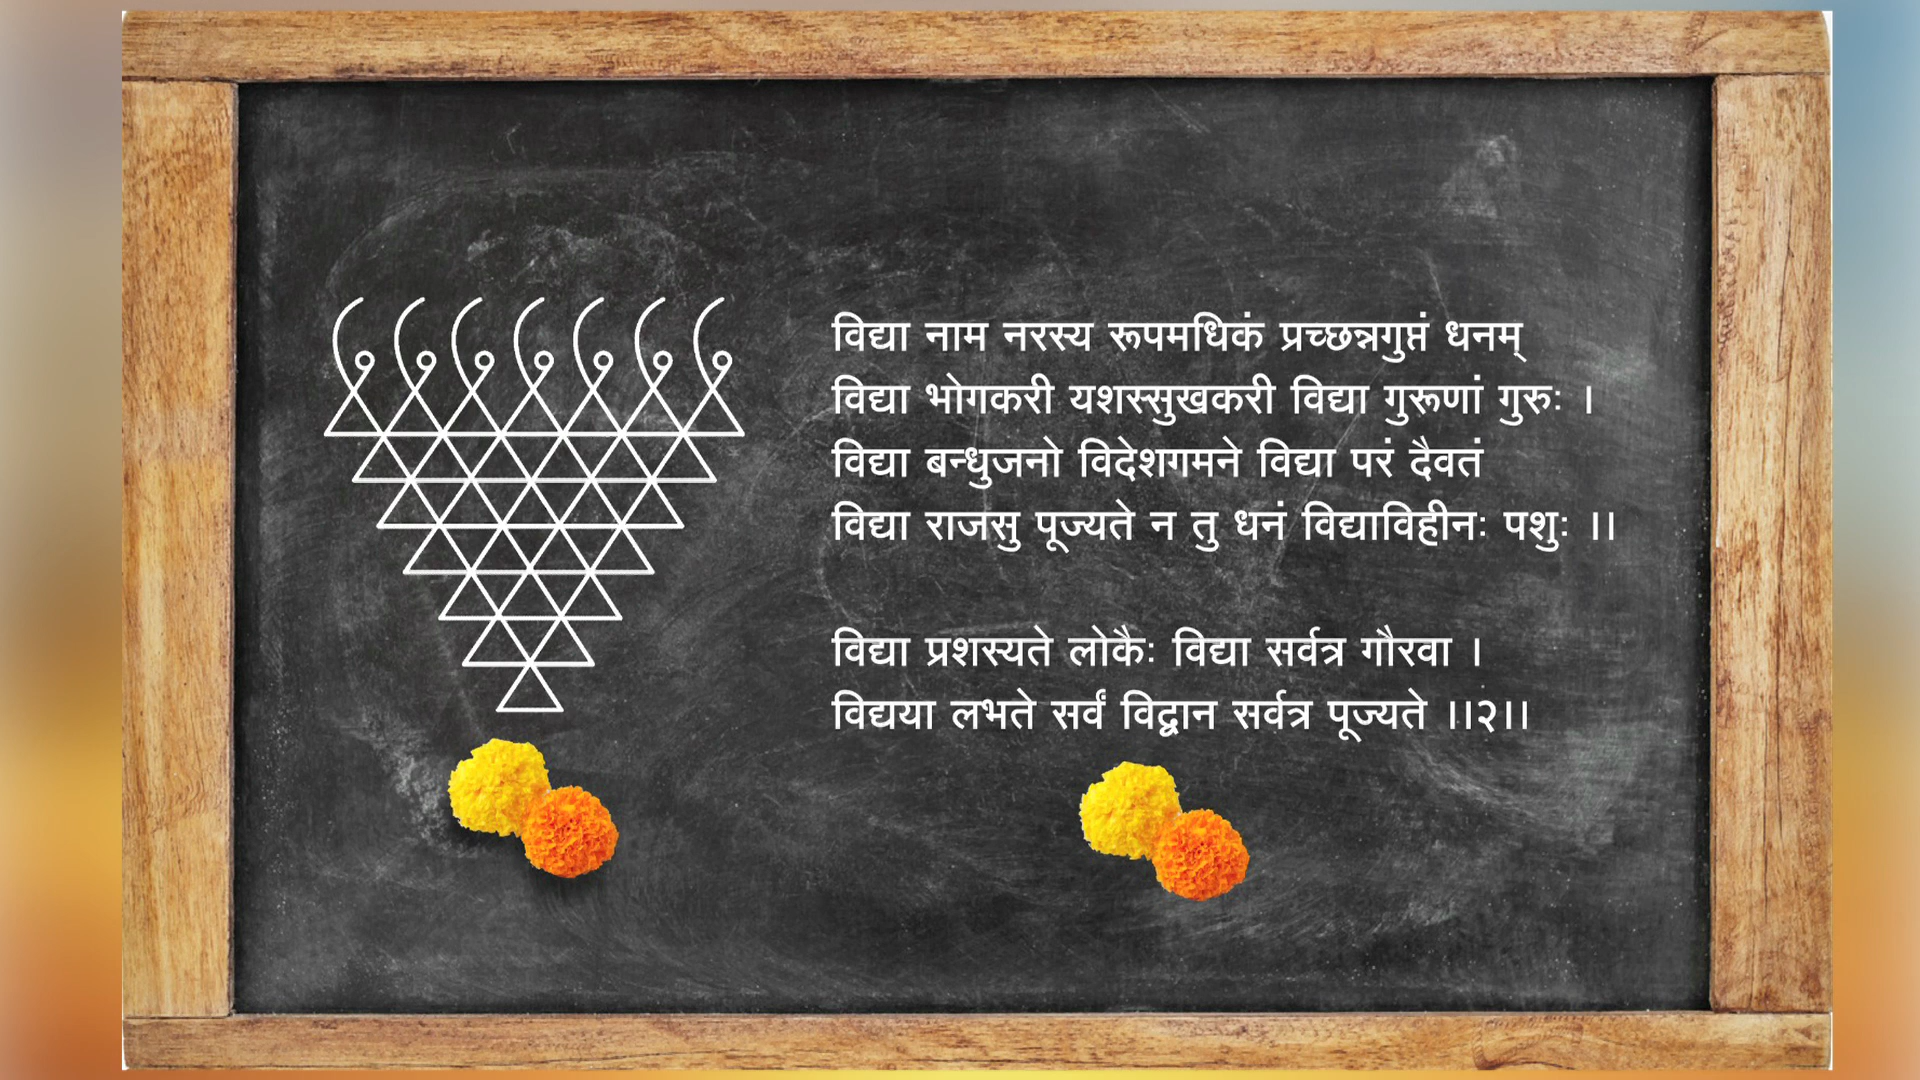 विद्या नाम नरस्य रूपमधिकं प्रच्छन्नगुप्तं धनम्
विद्या भोगकरी यशस्सुखकरी विद्या गुरूणां गुरुः ।
विद्या बन्धुजनो विदेशगमने विद्या परं दैवतं
विद्या राजसु पूज्यते न तु धनं विद्याविहीनः पशुः ।।
विद्या प्रशस्यते लोकैः विद्या सर्वत्र गौरवा ।
विद्यया लभते सर्वं विद्वान सर्वत्र पूज्यते ।।२।।